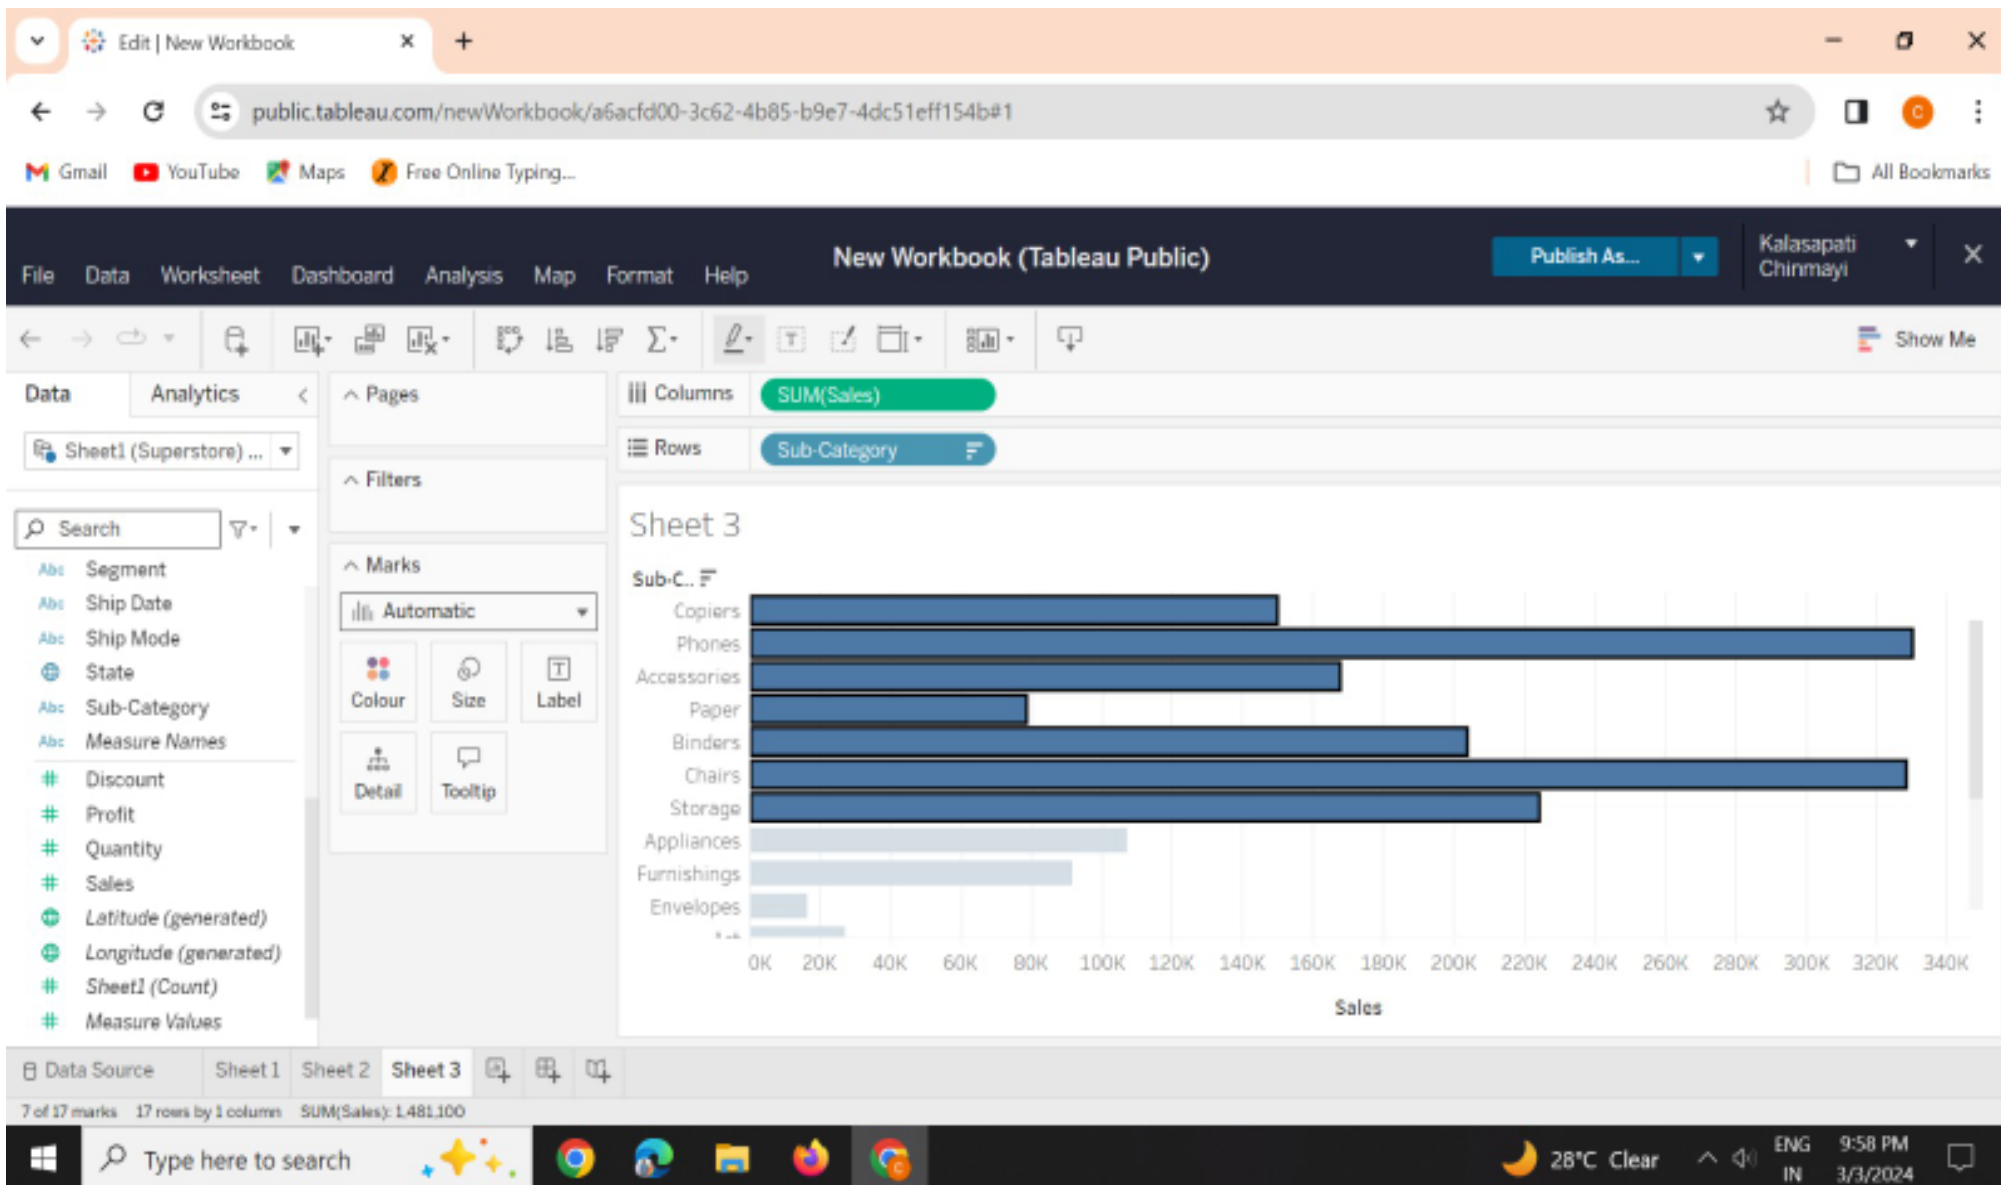 Edit | New Workbook
public.tableau.com/newWorkbook/a6acfd00-3c62-4b85-b9e7-4dc51eff154b#1
C
Gmail YouTube Maps Free Online Typing... All Bookmarks
File Data Worksheet Dashboard Analysis Map Format Help New Workbook (Tableau Public) Publish As... Kalasapati Chinmayi
Show Me
Data Analytics Pages Columns SUM(Sales)
Sheet1 (Superstore) ... Rows Sub-Category
Filters
Search Sheet 3
Segment
Ship Date
Ship Mode
State
Sub-Category
Measure Names
Discount
Profit
Quantity
Sales
Latitude (generated)
Longitude (generated)
Sheet1 (Count)
Measure Values
Marks
Automatic
Colour Size Label
Detail Tooltip
Sub-C..
Copiers
Phones
Accessories
Paper
Binders
Chairs
Storage
Appliances
Furnishings
Envelopes
0K 20K 40K 60K 80K 100K 120K 140K 160K 180K 200K 220K 240K 260K 280K 300K 320K 340K
Sales
Data Source Sheet 1 Sheet 2 Sheet 3
7 of 17 marks 17 rows by 1 column SUM(Sales): 1,481,100
Type here to search 28°C Clear ENG IN 9:58 PM 3/3/2024